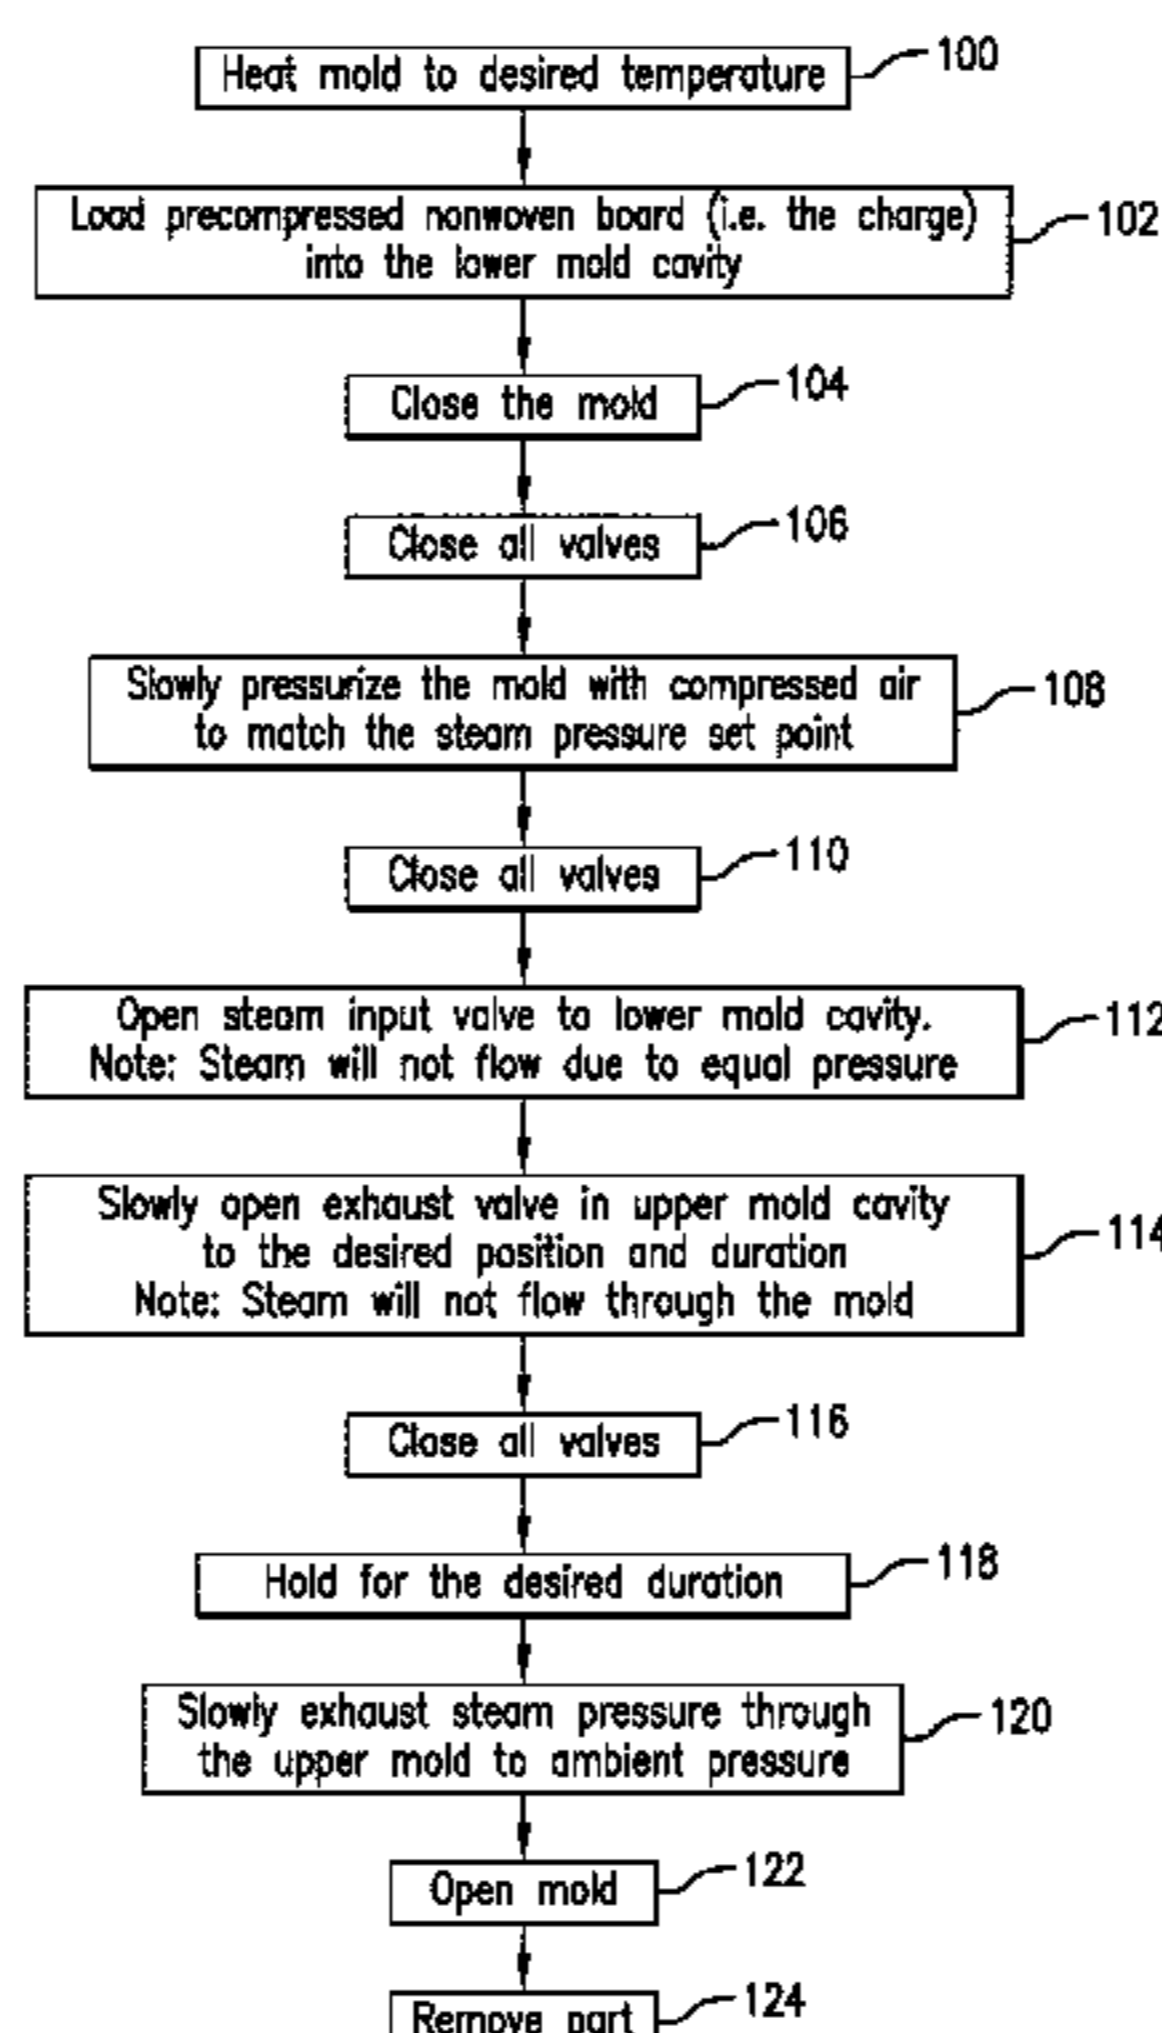 Heat mold to desired temperature
100
Load precompressed nonwoven board (i.e. the charge)
into the lower mold cavity
102
Close the mold
104
Close all valves
106
Slowly pressurize the mold with compressed air
to match the steam pressure set point
108
Close all valves
110
Open steam input valve to lower mold cavity.
Note: Steam will not flow due to equal pressure
112
Slowly open exhaust valve in upper mold cavity
to the desired position and duration
Note: Steam will not flow through the mold
114
Close all valves
116
Hold for the desired duration
118
Slowly exhaust steam pressure through
the upper mold to ambient pressure
120
Open mold
122
Remove part
124